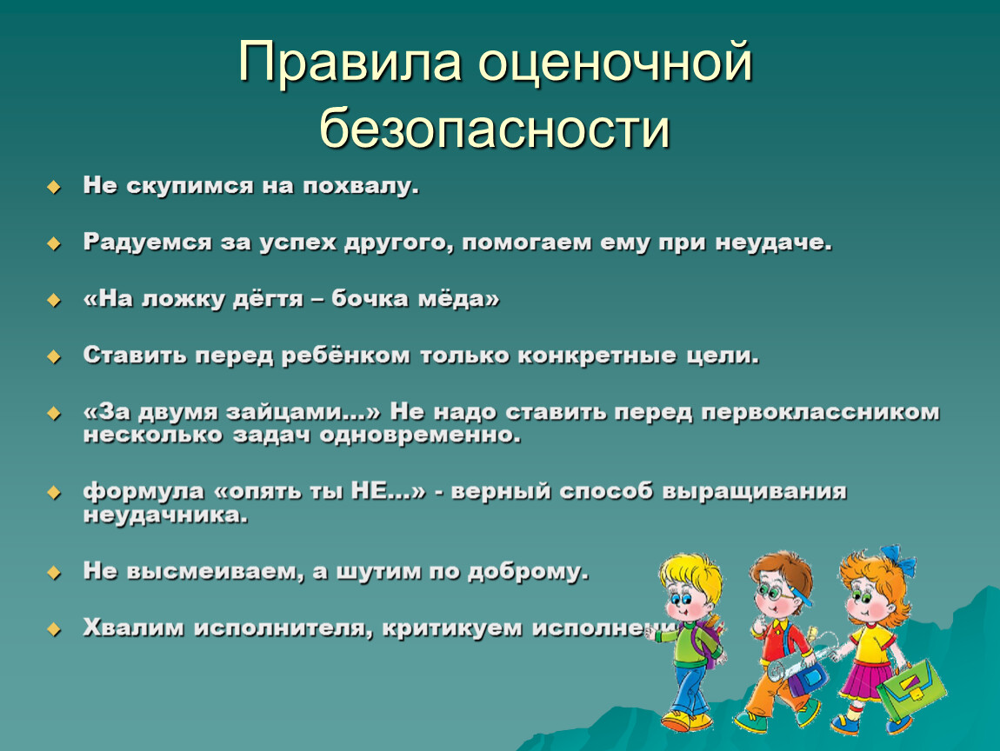 Правила оценочной
безопасности
Не скупимся на похвалу.
Радуемся за успех другого, помогаем ему при неудаче.
«На ложку дёгтя – бочка мёда»
Ставить перед ребёнком только конкретные цели.
«За двумя зайцами…» Не надо ставить перед первоклассником
несколько задач одновременно.
формула «опять ты НЕ…» - верный способ выращивания
неудачника.
Не высмеиваем, а шутим по доброму.
Хвалим исполнителя, критикуем